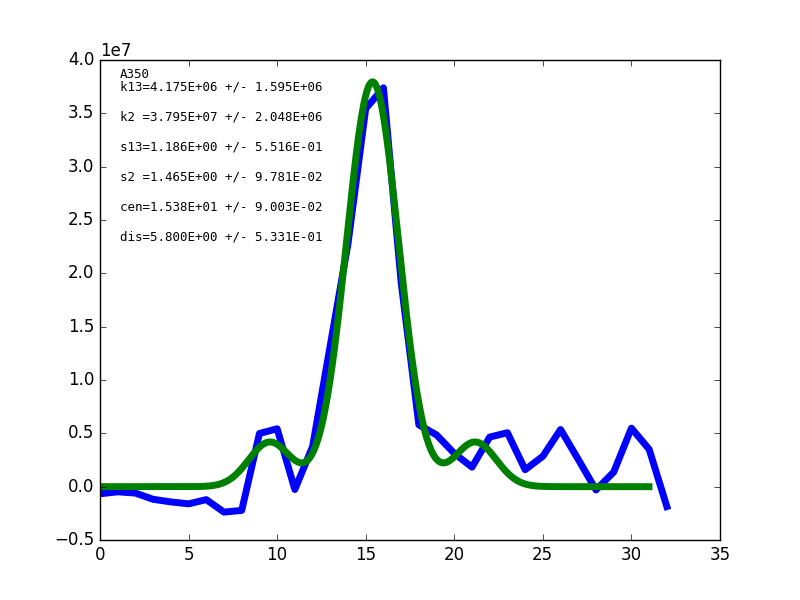 1e7
4.0
3.5
3.0
2.5
2.0
1.5
1.0
0.5
0.0
−0.5
A350
k13=4.175E+06 +/- 1.595E+06
k2 =3.795E+07 +/- 2.048E+06
s13=1.186E+00 +/- 5.516E-01
s2 =1.465E+00 +/- 9.781E-02
cen=1.538E+01 +/- 9.003E-02
dis=5.800E+00 +/- 5.331E-01
0 5 10 15 20 25 30 35